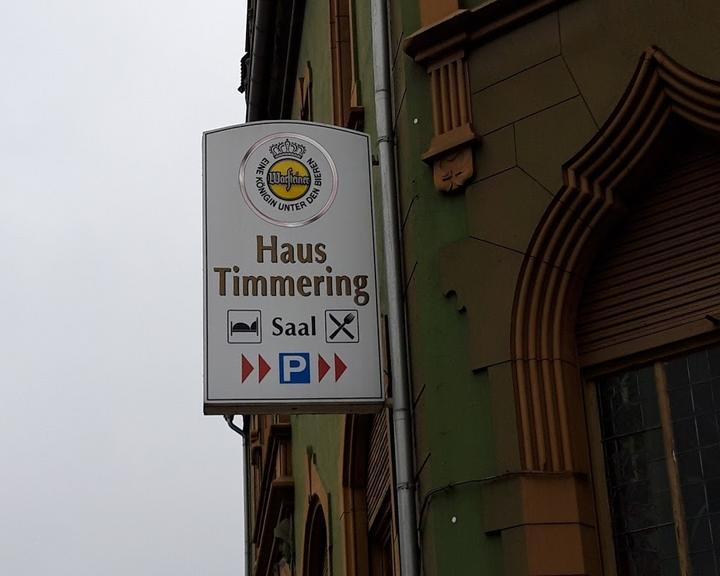 EINE KÖNIGIN UNTER DEN BIEREN
Warsteiner
Haus
Timmering
Saal
P